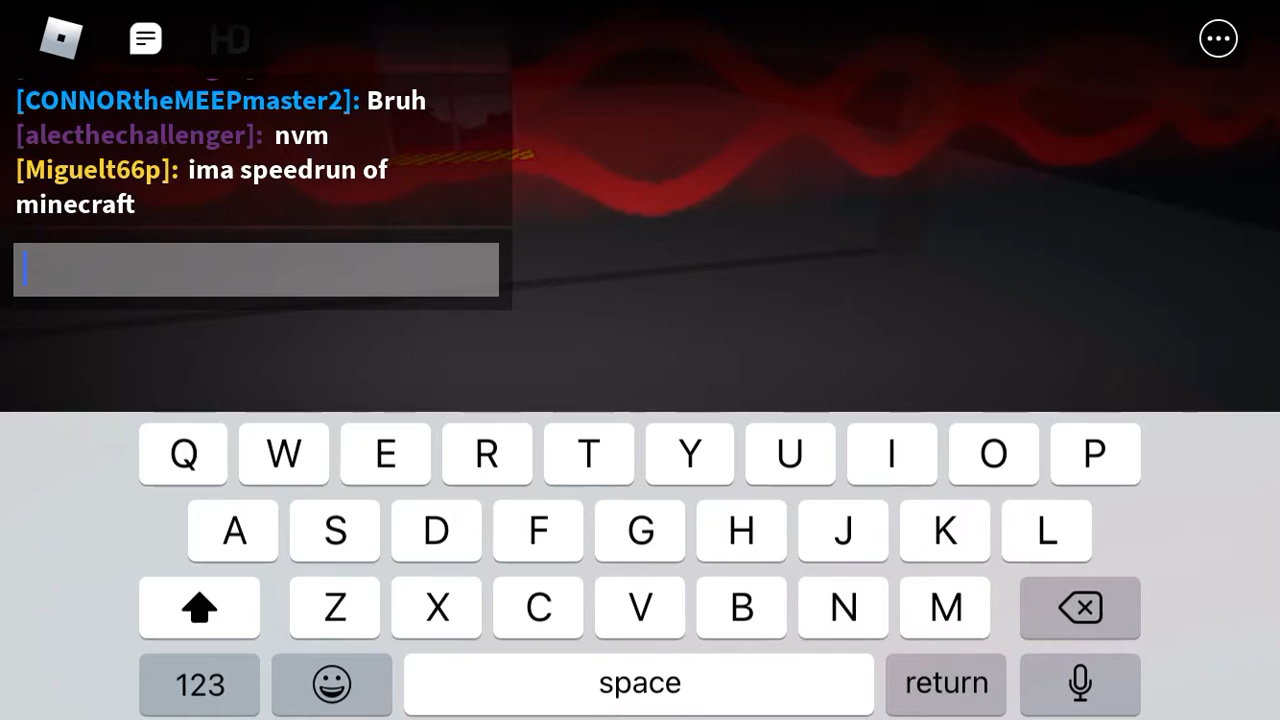 HD
[CONNORtheMEEPmaster2]: Bruh
[alecthechallenger]: nvm
[Miguelt66p]: ima speedrun of
minecraft
Q W E R T Y U I O P
A S D F G H J K L
Z X C V B N M
123 space return